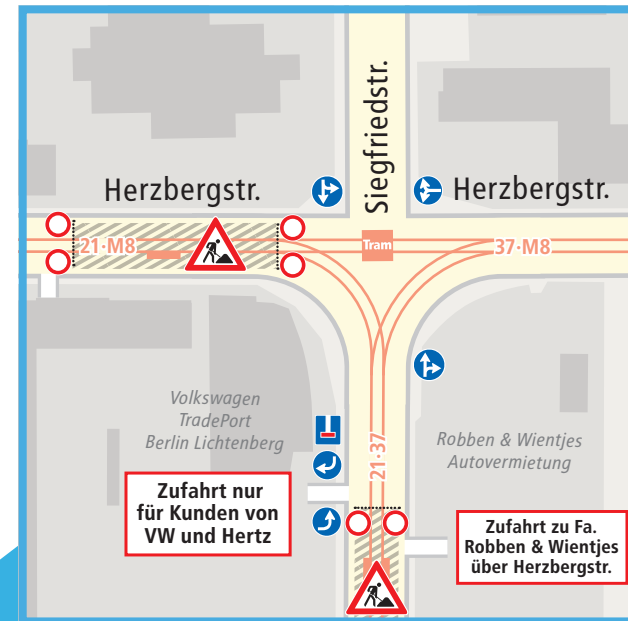 Siegfriedstr.
Herzbergstr.
Herzbergstr.
21·M8
Tram
37·M8
Volkswagen
TradePort
Berlin Lichtenberg
21·37
Robben & Wientjes
Autovermietung
Zufahrt nur
für Kunden von
VW und Hertz
Zufahrt zu Fa.
Robben & Wientjes
über Herzbergstr.